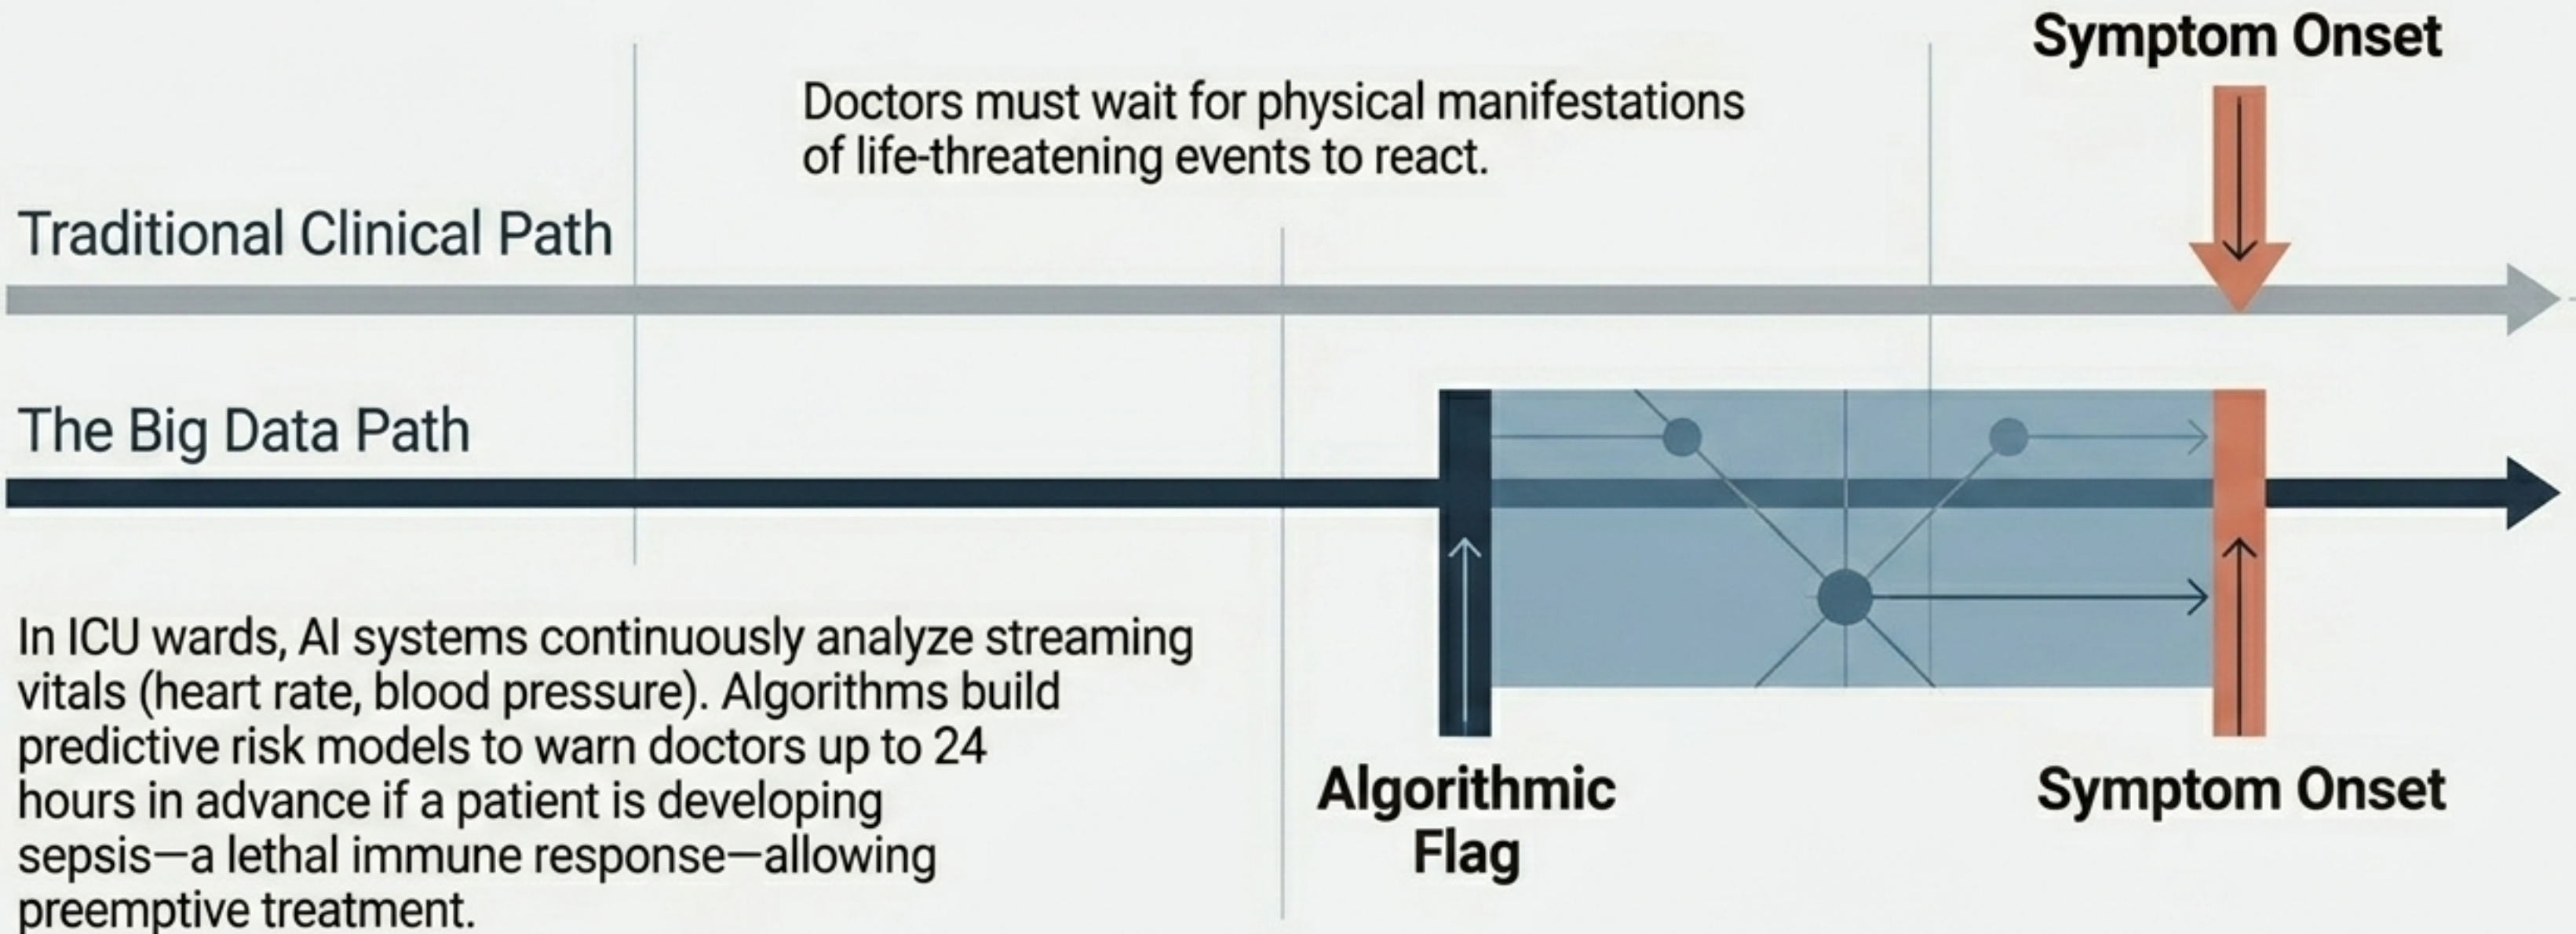 Symptom Onset
Doctors must wait for physical manifestations
of life-threatening events to react.
Traditional Clinical Path
The Big Data Path
In ICU wards, AI systems continuously analyze streaming
vitals (heart rate, blood pressure). Algorithms build
predictive risk models to warn doctors up to 24
hours in advance if a patient is developing
sepsis—a lethal immune response—allowing
preemptive treatment.
Algorithmic
Flag
Symptom Onset